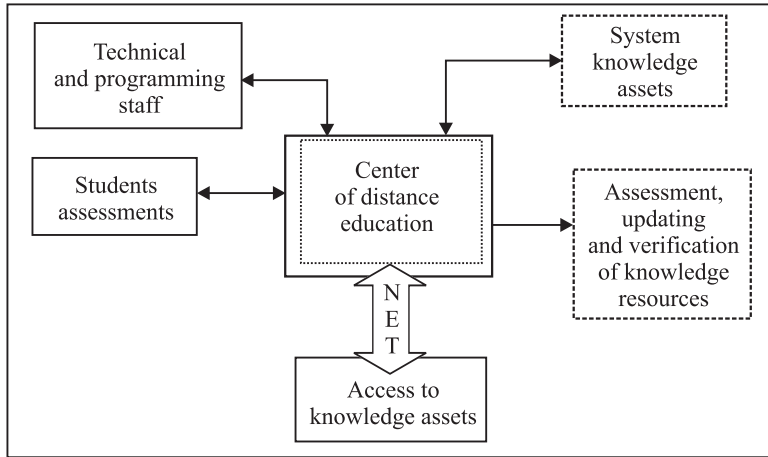 Technical
and programming
staff
System
knowledge
assets
Students
assessments
Center
of distance
education
Assessment,
updating
and verification
of knowledge
resources
N
E
T
Access to
knowledge assets